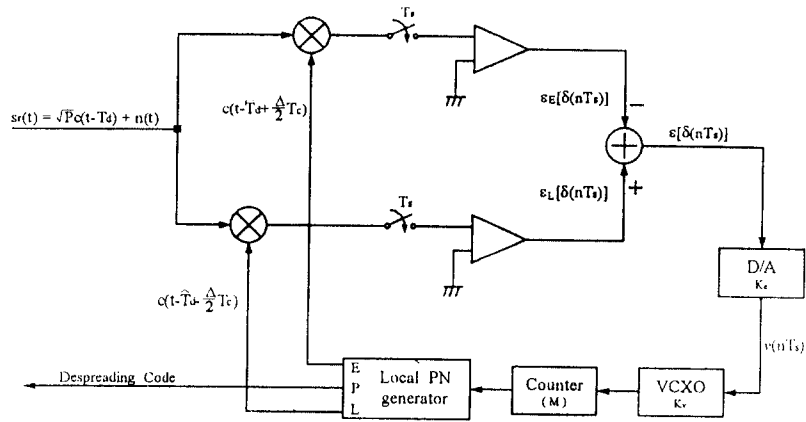 Ts
c(t-T̂d+Δ/2 Tc)
εE[δ(nTs)]
−
sr(t) = √P c(t-Td) + n(t)
ε[δ(nTs)]
+
Ts
εL[δ(nTs)]
c(t-T̂d-Δ/2 Tc)
D/A
Kd
v(nTs)
E
P
L
Local PN
generator
Counter
(M)
VCXO
Kv
Despreading Code